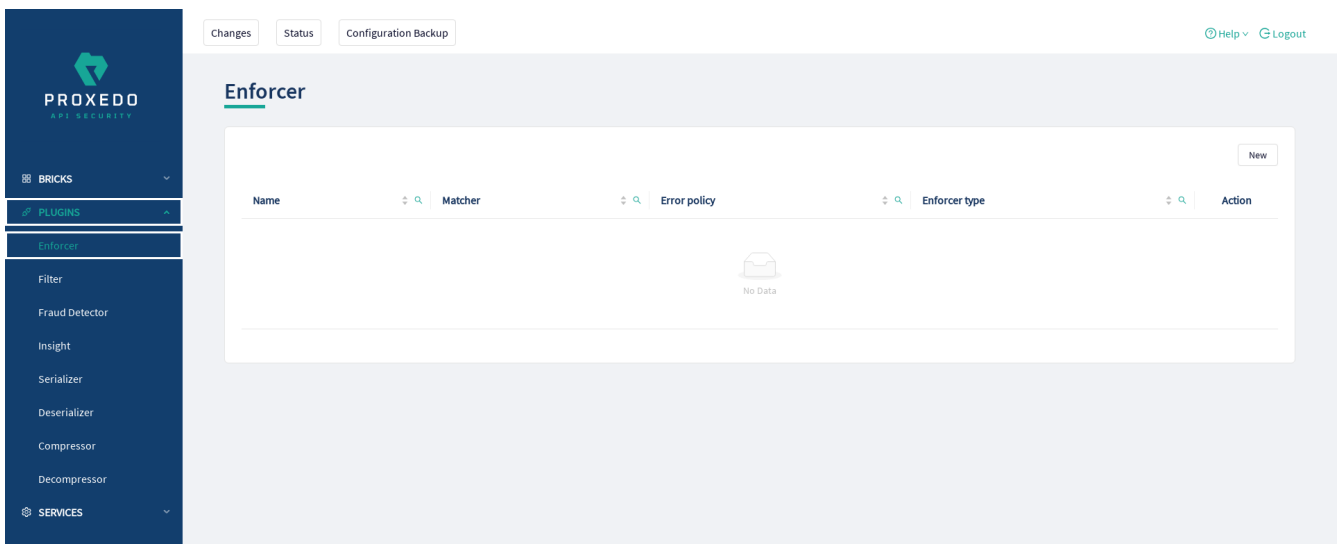 PROXEDO
API SECURITY
BRICKS
PLUGINS
Enforcer
Filter
Fraud Detector
Insight
Serializer
Deserializer
Compressor
Decompressor
SERVICES
Changes Status Configuration Backup Help Logout
Enforcer
New
Name Matcher Error policy Enforcer type Action
No Data